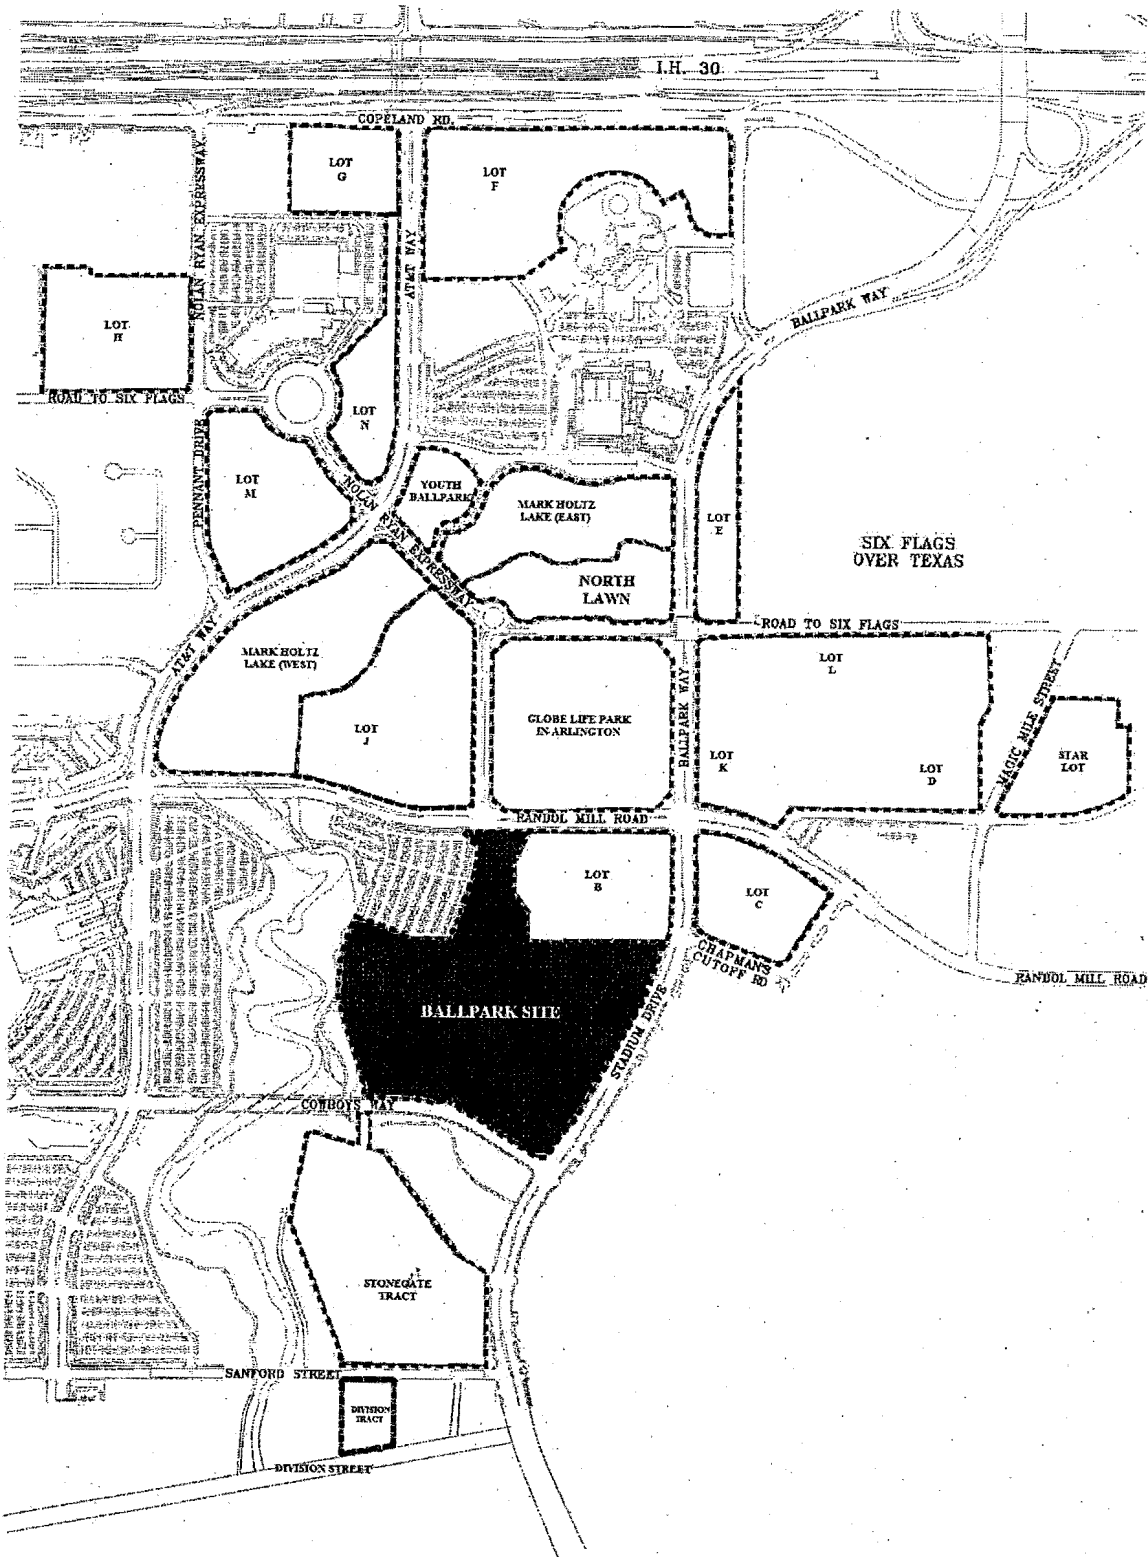 I.H. 30
COPELAND RD.
LOT
G
LOT
F
NOLAN RYAN EXPRESSWAY
AT&T WAY
BALLPARK WAY
LOT
H
ROAD TO SIX FLAGS
LOT
N
PENNANT DRIVE
LOT
M
NOLAN RYAN EXPRESSWAY
YOUTH
BALLPARK
MARK HOLTZ
LAKE (EAST)
LOT
E
SIX FLAGS
OVER TEXAS
NORTH
LAWN
ROAD TO SIX FLAGS
AT&T WAY
MARK HOLTZ
LAKE (WEST)
LOT
L
BALLPARK WAY
MAGIC MILE STREET
LOT
J
GLOBE LIFE PARK
IN ARLINGTON
LOT
K
LOT
D
STAR
LOT
RANDOL MILL ROAD
LOT
B
LOT
C
CHAPMANS
CUTOFF RD
RANDOL MILL ROAD
BALLPARK SITE
STADIUM DRIVE
COWBOYS WAY
STONEGATE
TRACT
SANFORD STREET
DIVISION
TRACT
DIVISION STREET